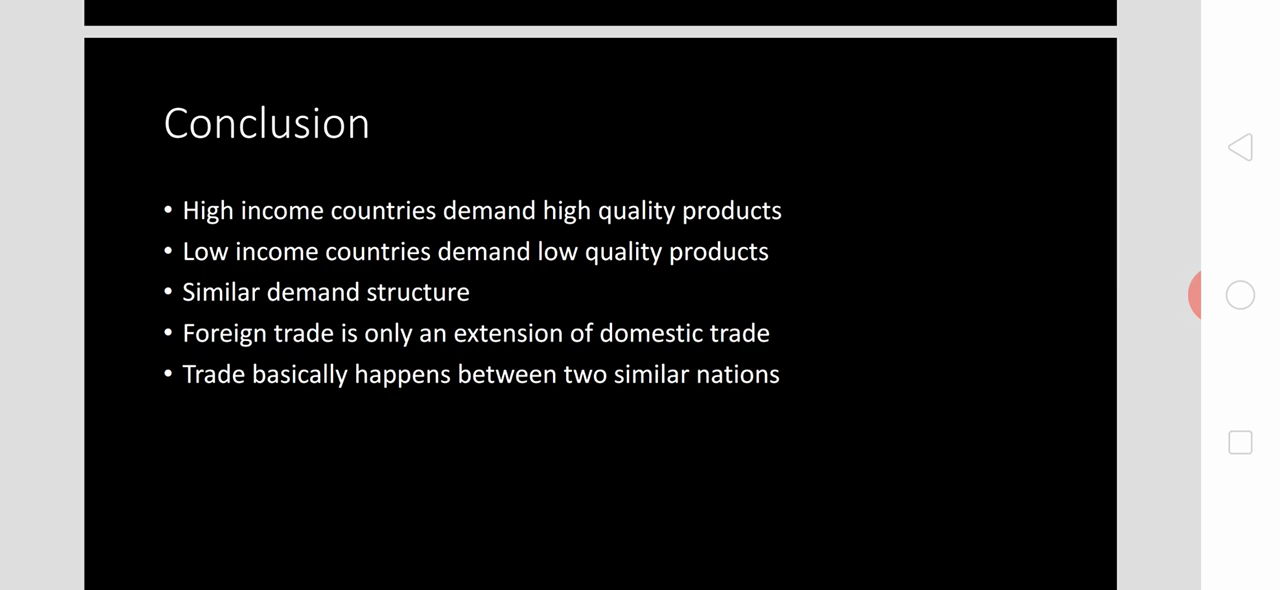 Conclusion
• High income countries demand high quality products
• Low income countries demand low quality products
• Similar demand structure
• Foreign trade is only an extension of domestic trade
• Trade basically happens between two similar nations